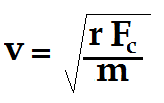 v = √(r F_c / m)